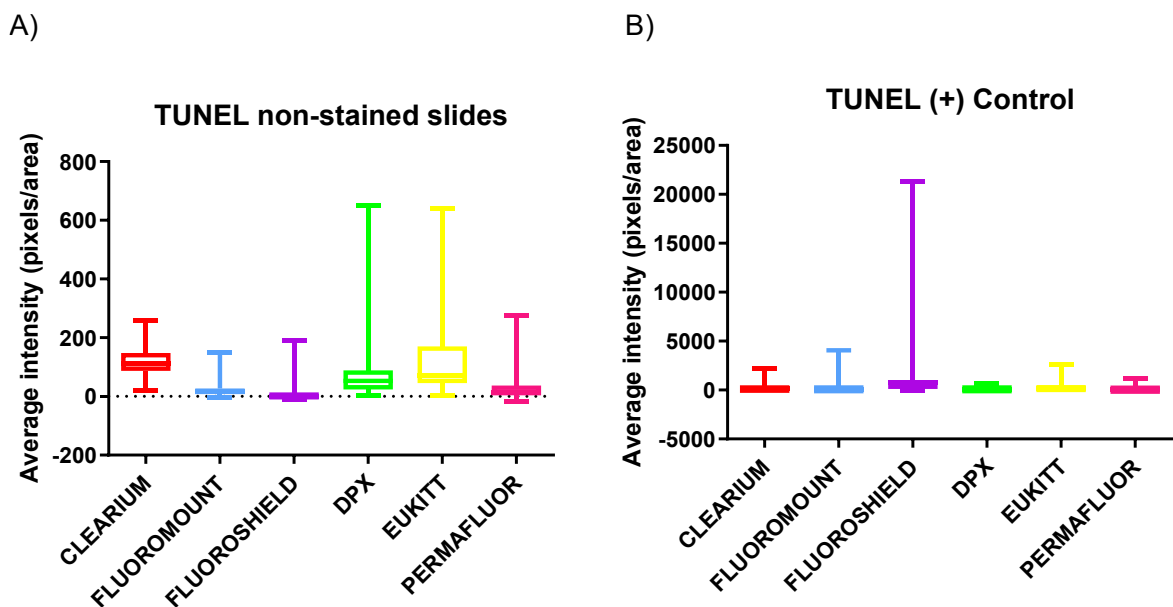 A)
TUNEL non-stained slides
Average intensity (pixels/area)
800
600
400
200
0
-200
CLEARIUM
FLUOROMOUNT
FLUOROSHIELD
DPX
EUKITT
PERMAFLUOR
B)
TUNEL (+) Control
Average intensity (pixels/area)
25000
20000
15000
10000
5000
0
-5000
CLEARIUM
FLUOROMOUNT
FLUOROSHIELD
DPX
EUKITT
PERMAFLUOR